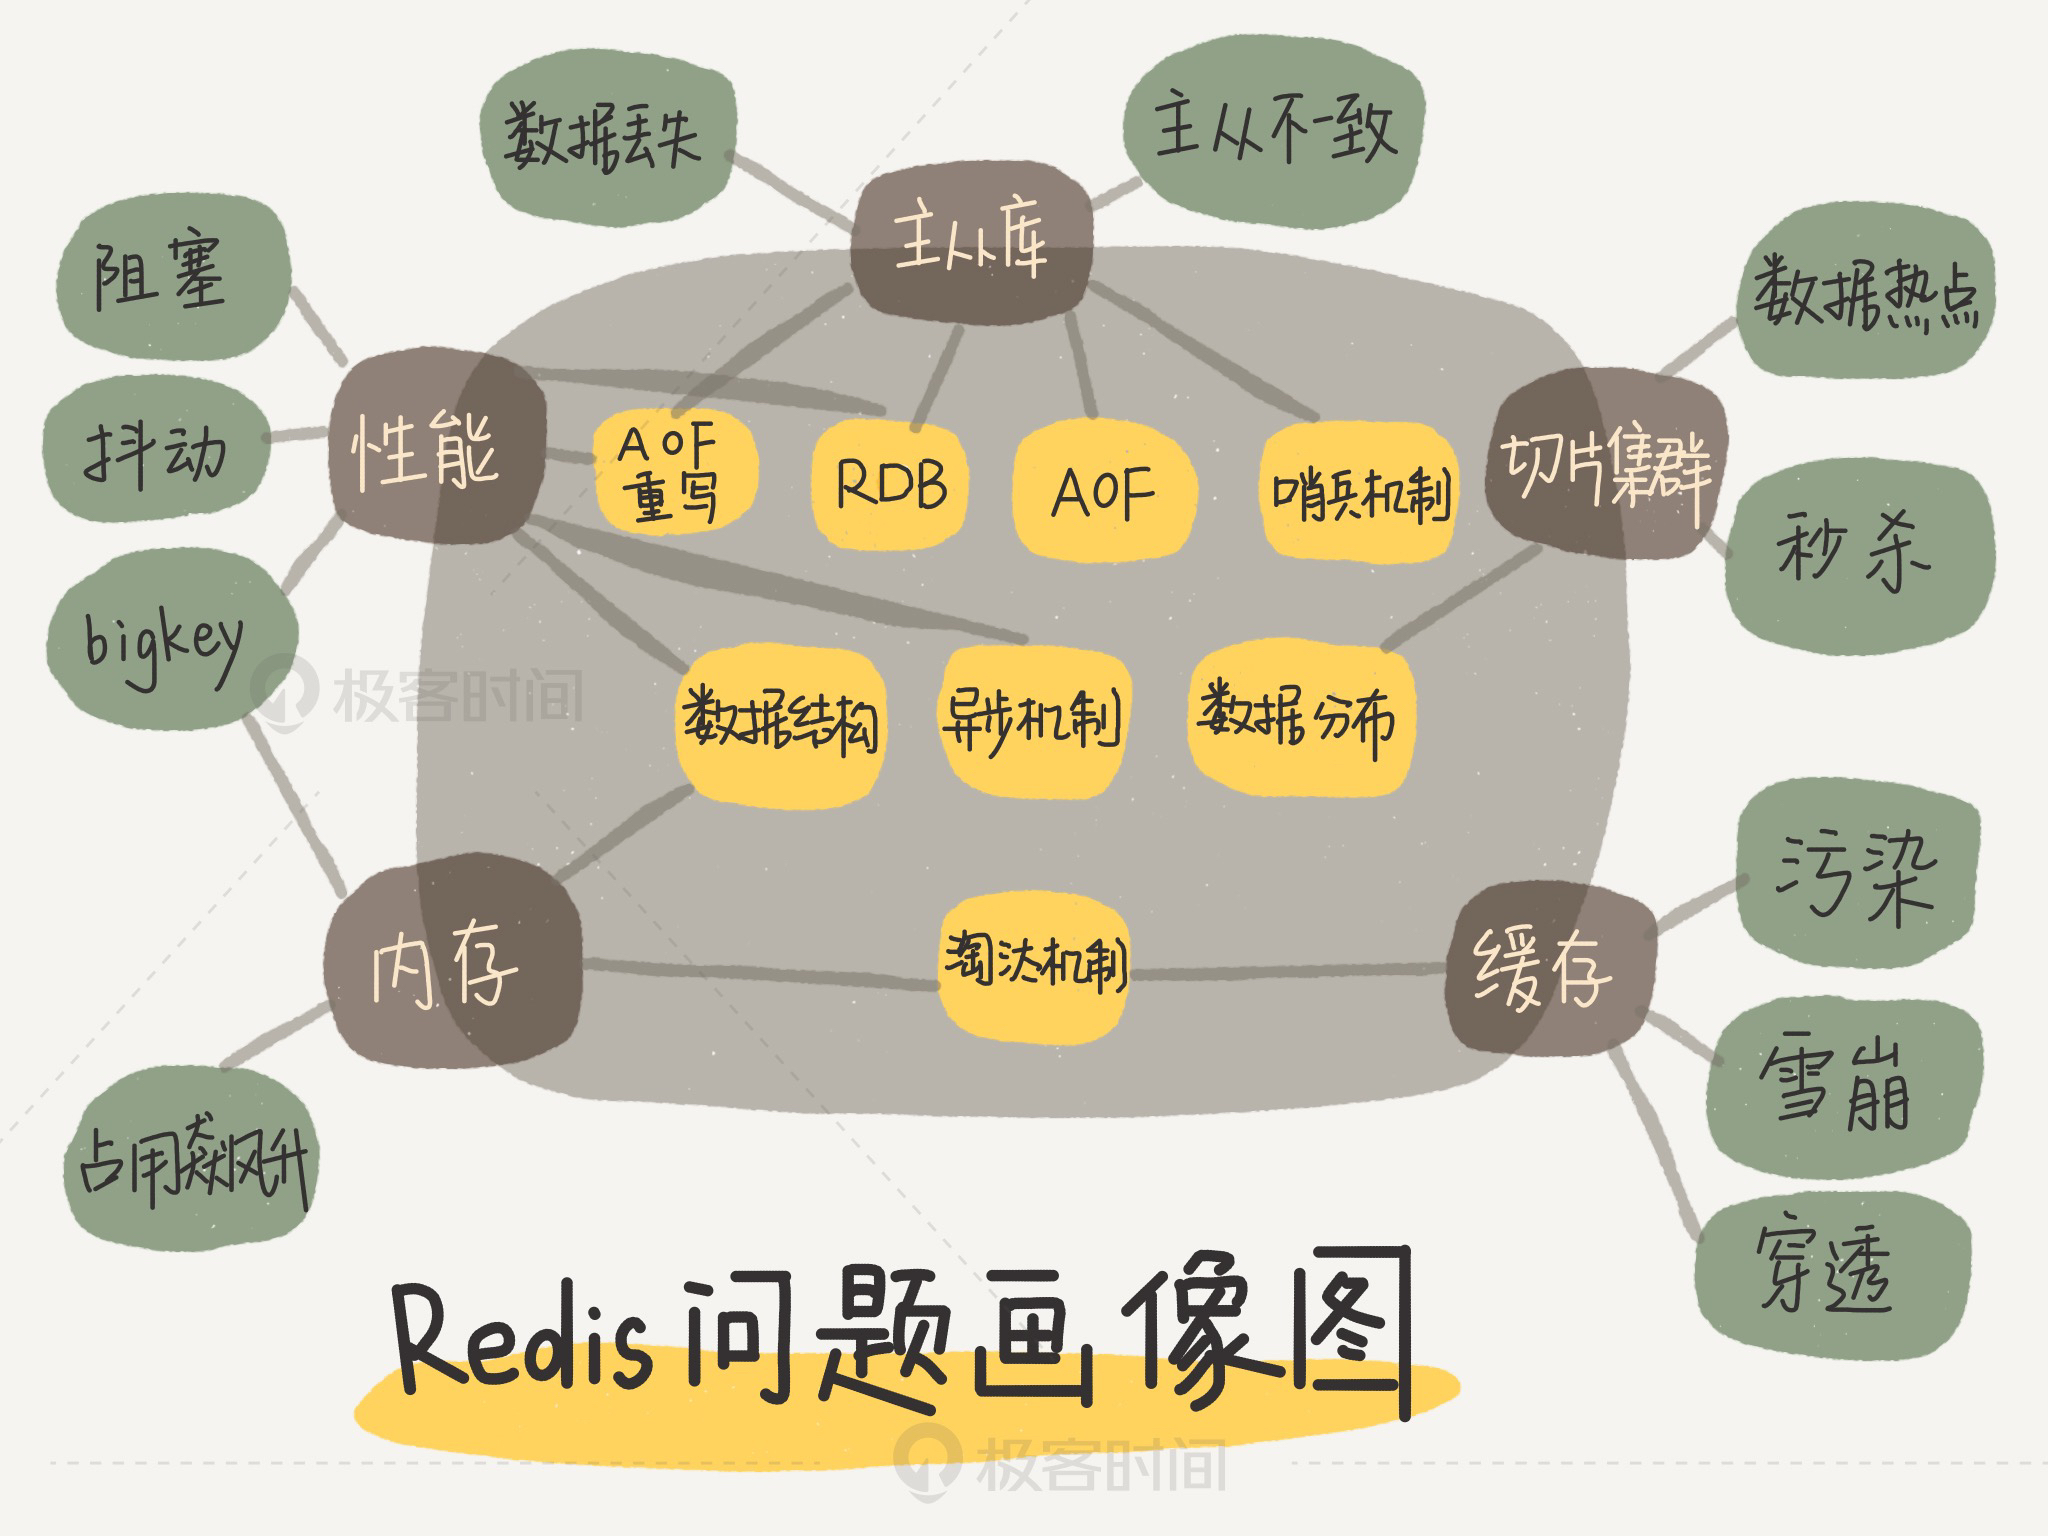 数据丢失
主从不一致
主从库
阻塞
数据热点
抖动
性能
AOF
重写
RDB
AOF
哨兵机制
切片集群
秒杀
bigkey
极客时间
数据结构
异步机制
数据分布
污染
内存
淘汰机制
缓存
雪崩
占用飙升
穿透
Redis问题画像图
极客时间